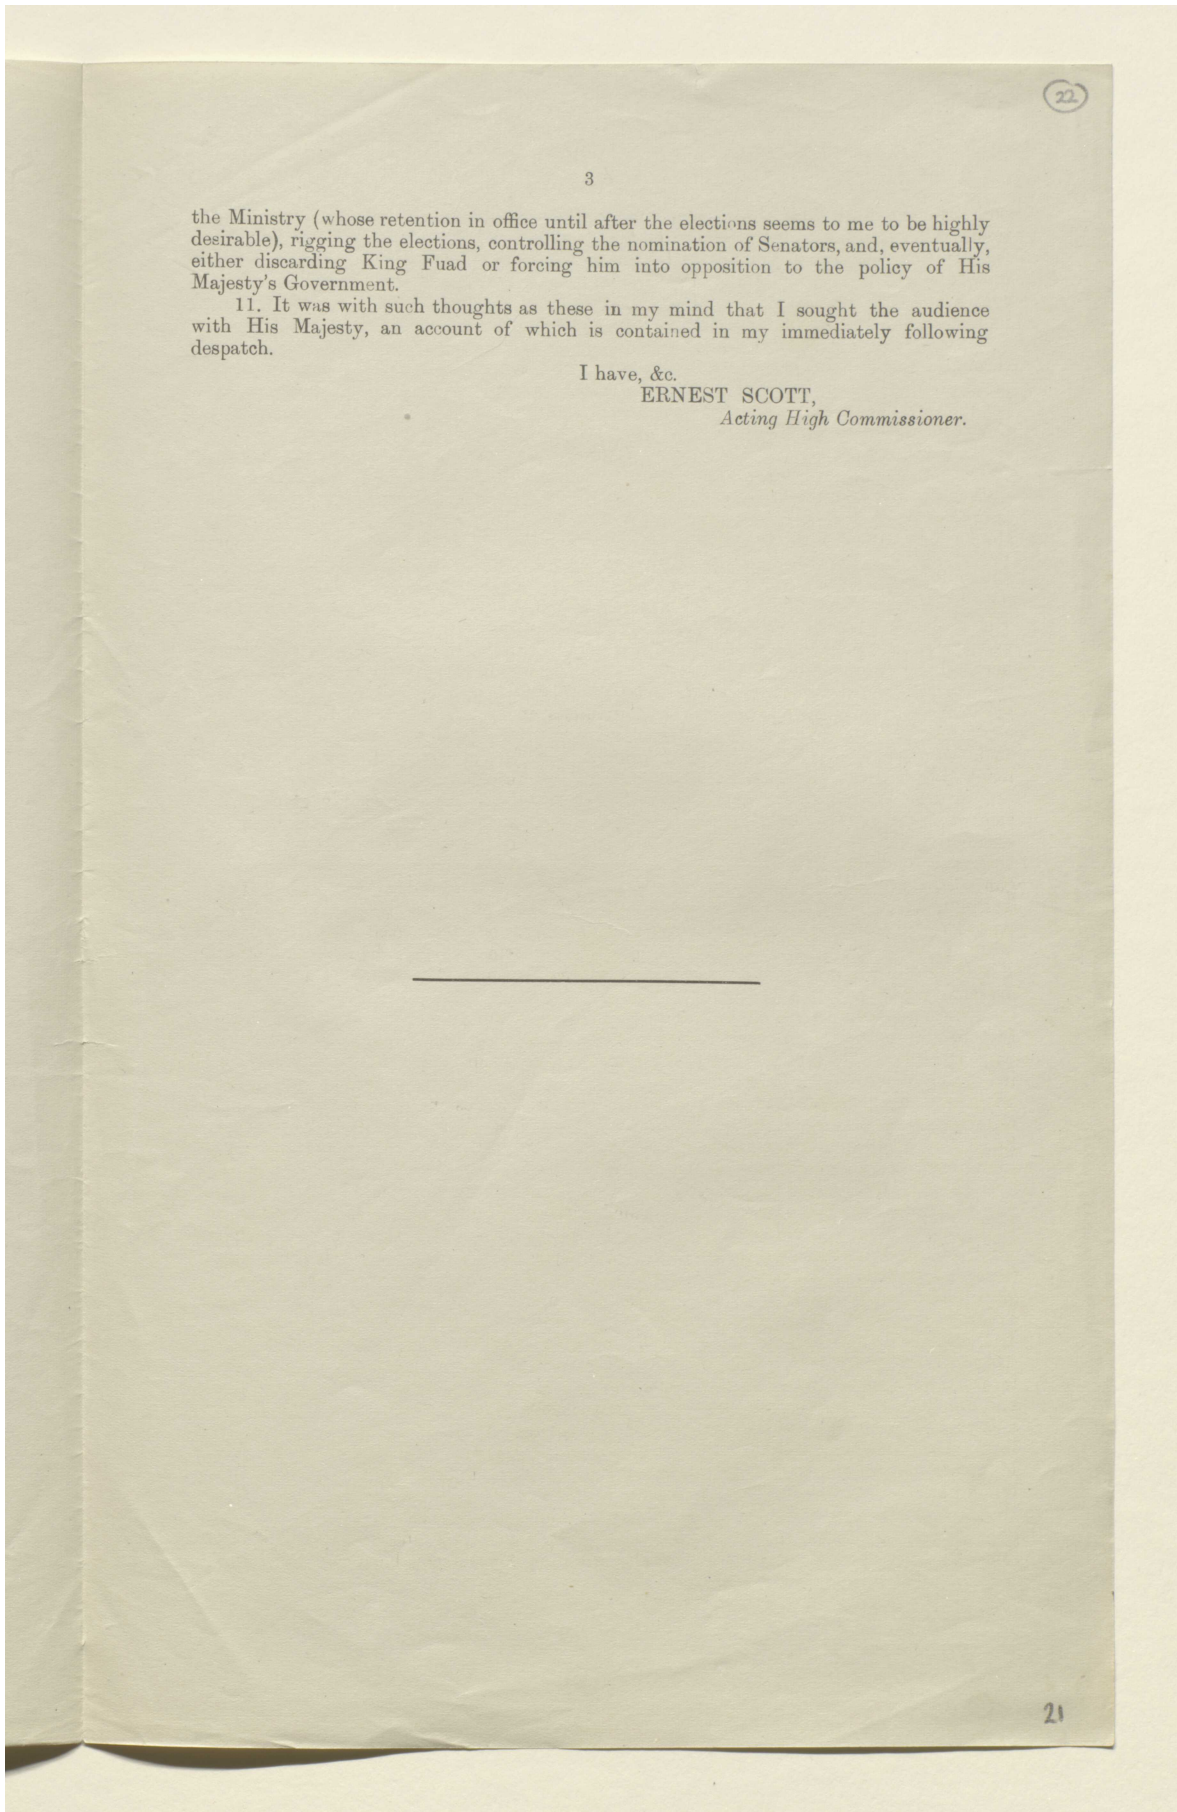 22
3
the Ministry (whose retention in office until after the elections seems to me to be highly
desirable), rigging the elections, controlling the nomination of Senators, and, eventually,
either discarding King Fuad or forcing him into opposition to the policy of His
Majesty's Government.
11. It was with such thoughts as these in my mind that I sought the audience
with His Majesty, an account of which is contained in my immediately following
despatch.
I have, &c.
ERNEST SCOTT,
Acting High Commissioner.
21